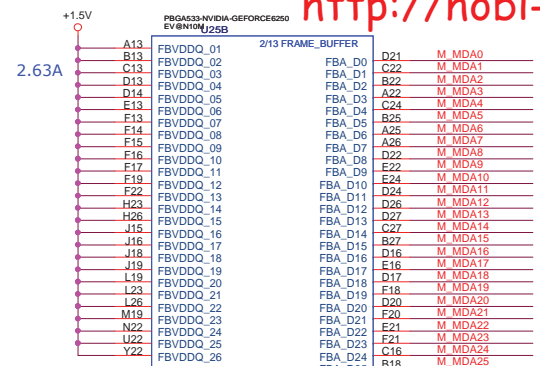 http://hobi-
+1.5V
PBGA533-NVIDIA-GEFORCE6250
EV@N10M
U25B
2/13 FRAME_BUFFER
2.63A
A13 FBVDDQ_01
B13 FBVDDQ_02 FBA_D0 D21 M_MDA0
C13 FBVDDQ_03 FBA_D1 C22 M_MDA1
D13 FBVDDQ_04 FBA_D2 B22 M_MDA2
D14 FBVDDQ_05 FBA_D3 A22 M_MDA3
E13 FBVDDQ_06 FBA_D4 C24 M_MDA4
F13 FBVDDQ_07 FBA_D5 B25 M_MDA5
F14 FBVDDQ_08 FBA_D6 A25 M_MDA6
F15 FBVDDQ_09 FBA_D7 A26 M_MDA7
F16 FBVDDQ_10 FBA_D8 D22 M_MDA8
F17 FBVDDQ_11 FBA_D9 E22 M_MDA9
F19 FBVDDQ_12 FBA_D10 E24 M_MDA10
F22 FBVDDQ_13 FBA_D11 D24 M_MDA11
H23 FBVDDQ_14 FBA_D12 D26 M_MDA12
H26 FBVDDQ_15 FBA_D13 D27 M_MDA13
J15 FBVDDQ_16 FBA_D14 C27 M_MDA14
J16 FBVDDQ_17 FBA_D15 B27 M_MDA15
J18 FBVDDQ_18 FBA_D16 D16 M_MDA16
J19 FBVDDQ_19 FBA_D17 E16 M_MDA17
L19 FBVDDQ_20 FBA_D18 D17 M_MDA18
L23 FBVDDQ_21 FBA_D19 F18 M_MDA19
L26 FBVDDQ_22 FBA_D20 D20 M_MDA20
M19 FBVDDQ_23 FBA_D21 F20 M_MDA21
N22 FBVDDQ_24 FBA_D22 E21 M_MDA22
U22 FBVDDQ_25 FBA_D23 F21 M_MDA23
Y22 FBVDDQ_26 FBA_D24 C16 M_MDA24
B18 M_MDA25